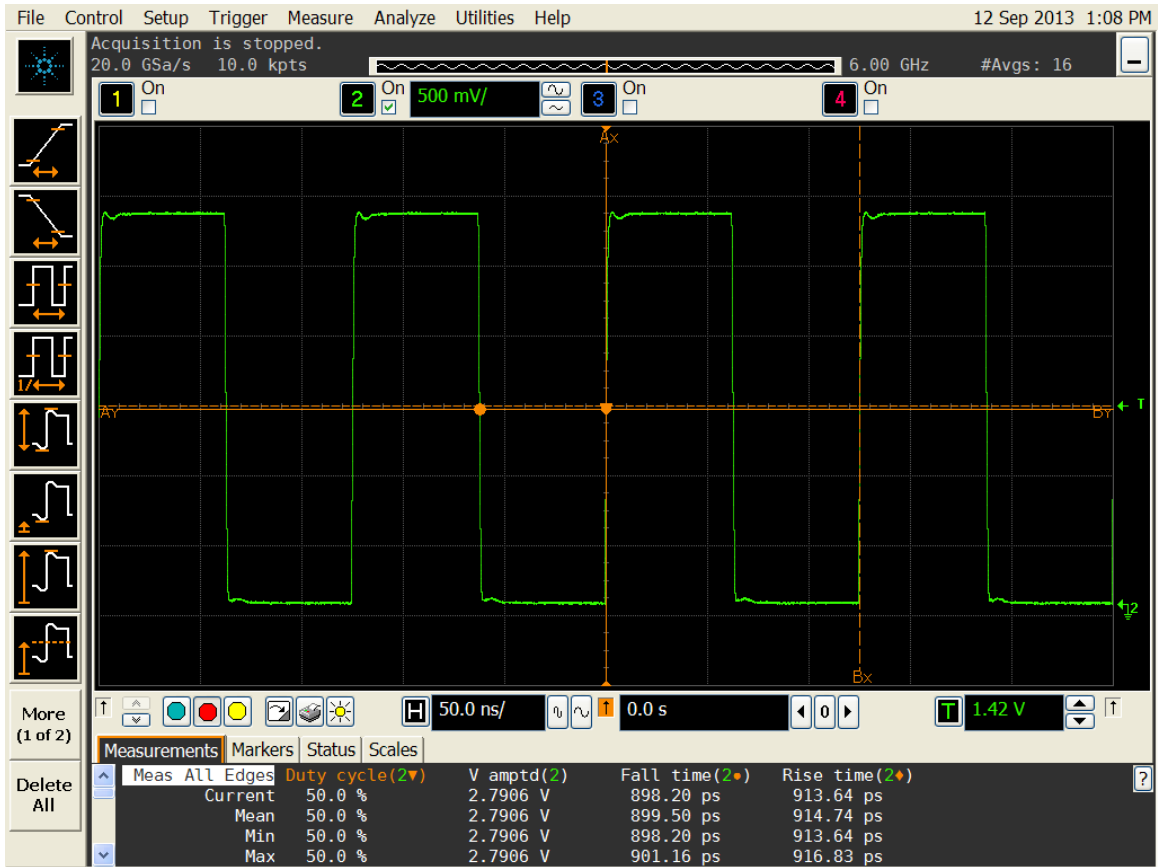 File Control Setup Trigger Measure Analyze Utilities Help 12 Sep 2013 1:08 PM
Acquisition is stopped.
20.0 GSa/s 10.0 kpts 6.00 GHz #Avgs: 16
1 On 2 On 500 mV/ 3 On 4 On
Ax
AY BY T
1/
2
Bx
More
(1 of 2)
H 50.0 ns/ 0.0 s 0 T 1.42 V
Measurements Markers Status Scales
Delete
All
Meas All Edges Duty cycle(2▼) V amptd(2) Fall time(2●) Rise time(2♦) ?
Current 50.0 % 2.7906 V 898.20 ps 913.64 ps
Mean 50.0 % 2.7906 V 899.50 ps 914.74 ps
Min 50.0 % 2.7906 V 898.20 ps 913.64 ps
Max 50.0 % 2.7906 V 901.16 ps 916.83 ps